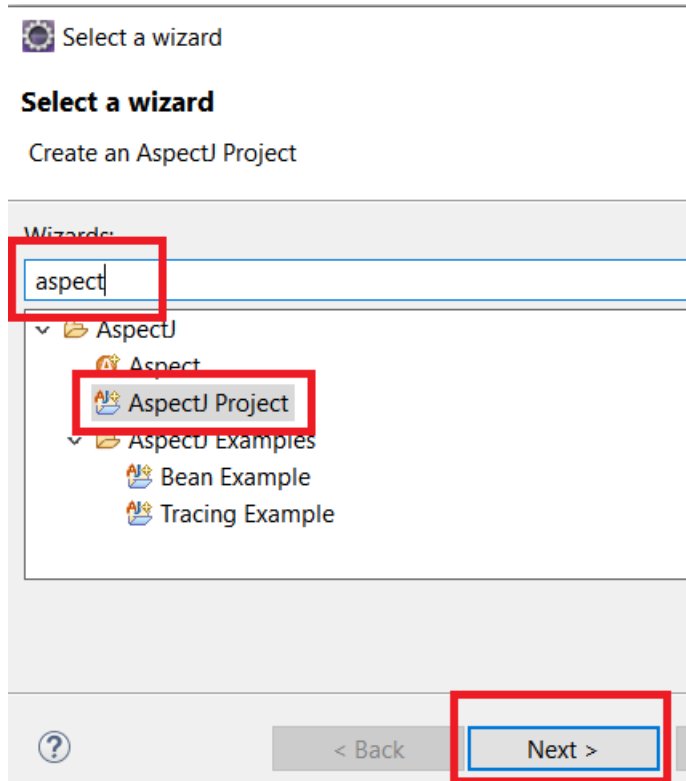 Select a wizard
Select a wizard
Create an AspectJ Project
Wizards:
aspect
AspectJ
Aspect
AspectJ Project
AspectJ Examples
Bean Example
Tracing Example
? < Back Next >